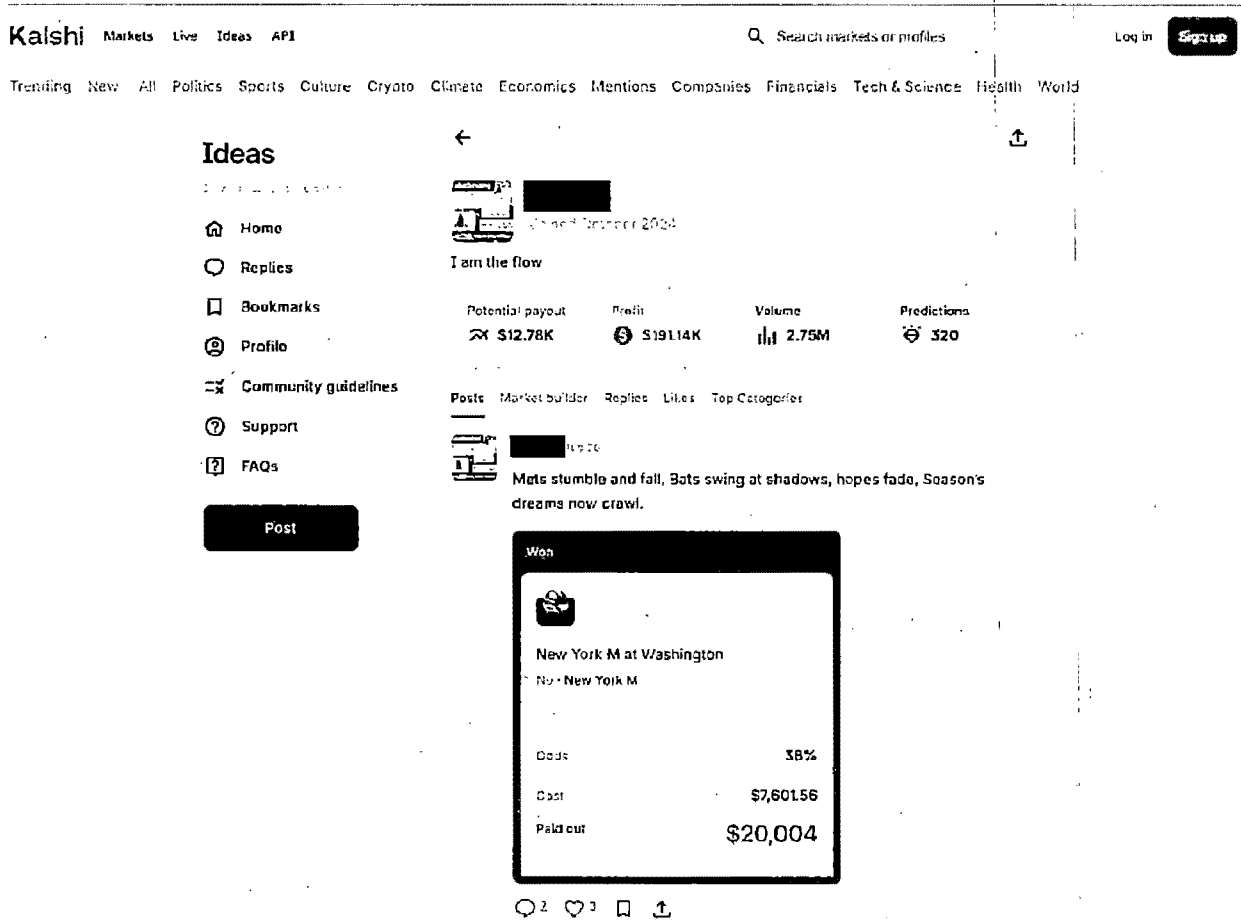 Kalshi Markets Live Ideas API Search markets or profiles Log in Sign up
Trending New All Politics Sports Culture Crypto Climate Economics Mentions Companies Financials Tech & Science Health World
Ideas
Joined October 2024
Home
I am the flow
Replies
Bookmarks
Potential payout Profit Volume Predictions
$12.78K $191.14K 2.75M 320
Profile
Community guidelines
Posts Market builder Replies Likes Top Categories
Support
FAQs
Mets stumble and fall, Bats swing at shadows, hopes fade, Season's
dreams now crawl.
Post
Won
New York M at Washington
No · New York M
Odds 38%
Cost $7,601.56
Paid out $20,004
2 3